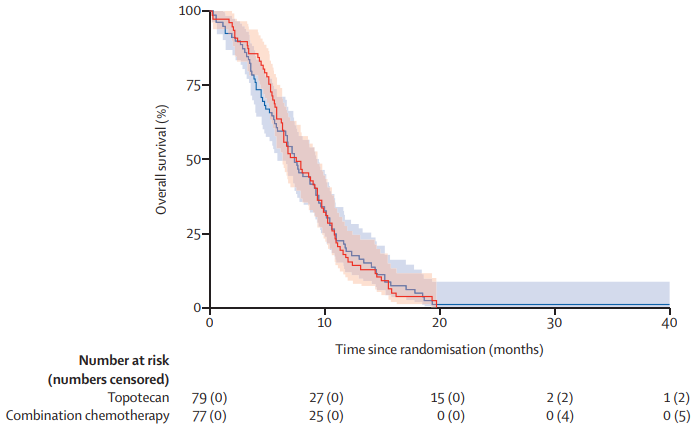 100
75
50
25
0
Overall survival (%)
0 10 20 30 40
Time since randomisation (months)
Number at risk
(numbers censored)
Topotecan 79 (0) 27 (0) 15 (0) 2 (2) 1 (2)
Combination chemotherapy 77 (0) 25 (0) 0 (0) 0 (4) 0 (5)